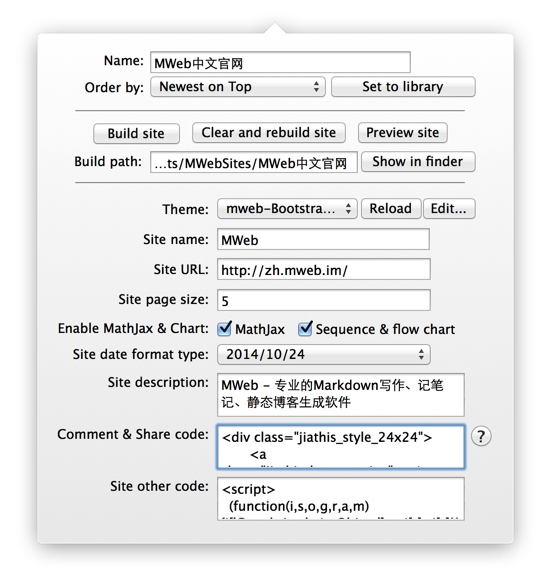 Name: MWeb中文官网
Order by: Newest on Top Set to library
Build site Clear and rebuild site Preview site
Build path: ...ts/MWebSites/MWeb中文官网 Show in finder
Theme: mweb-Bootstra... Reload Edit...
Site name: MWeb
Site URL: http://zh.mweb.im/
Site page size: 5
Enable MathJax & Chart: MathJax Sequence & flow chart
Site date format type: 2014/10/24
Site description: MWeb – 专业的Markdown写作、记笔
记、静态博客生成软件
Comment & Share code: <div class="jiathis_style_24x24"> ?
<a
Site other code: <script>
(function(i,s,o,g,r,a,m)